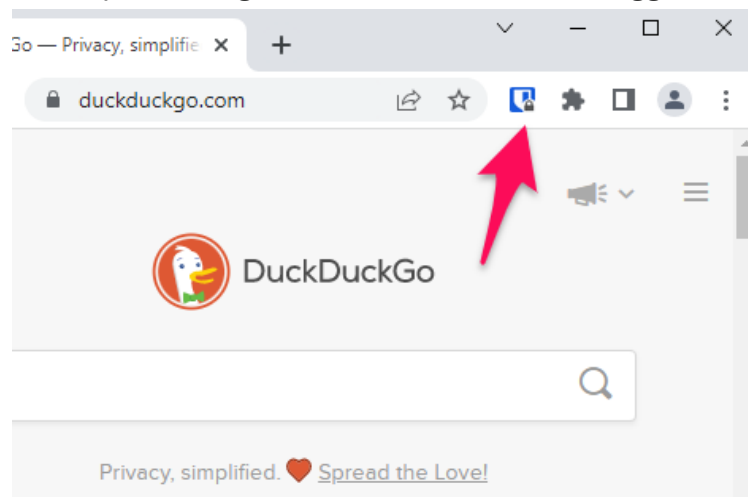 Go — Privacy, simplifie
duckduckgo.com
DuckDuckGo
Privacy, simplified. ❤️ Spread the Love!